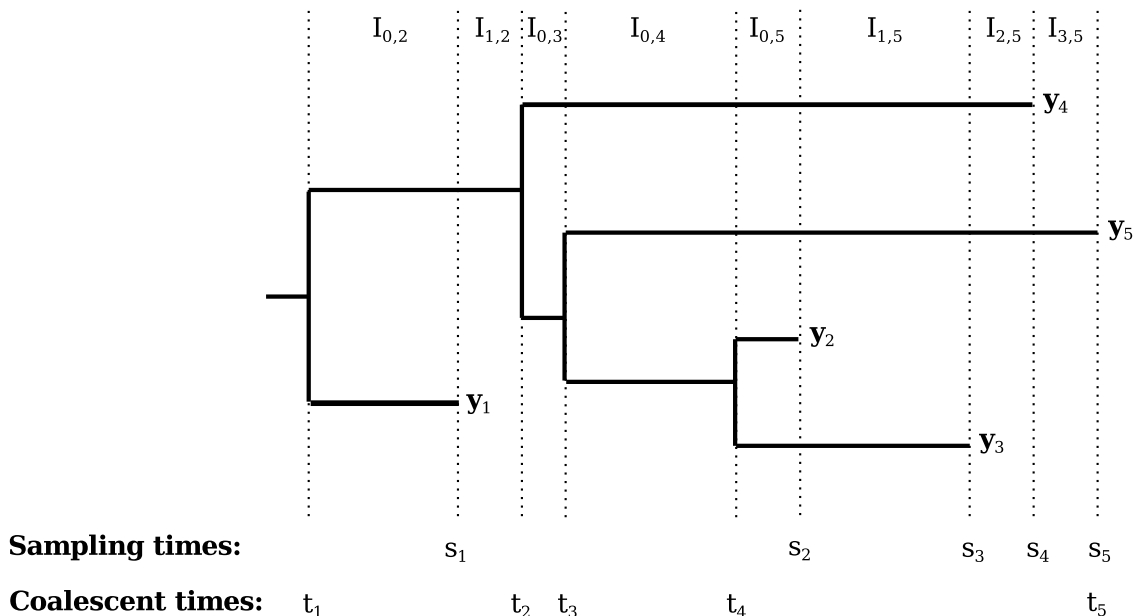 I0,2 I1,2 I0,3 I0,4 I0,5 I1,5 I2,5 I3,5
y4
y5
y2
y1
y3
Sampling times: s1 s2 s3 s4 s5
Coalescent times: t1 t2 t3 t4 t5